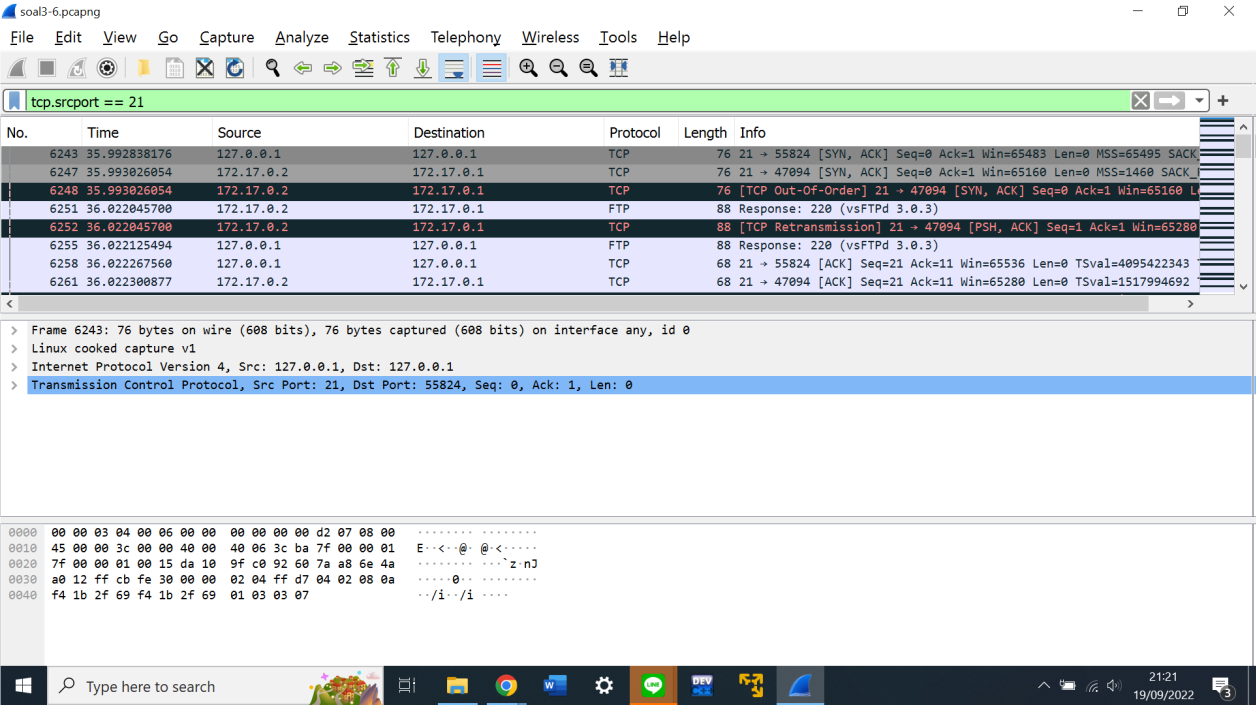 soal3-6.pcapng
File Edit View Go Capture Analyze Statistics Telephony Wireless Tools Help
tcp.srcport == 21
No. Time Source Destination Protocol Length Info
6243 35.992838176 127.0.0.1 127.0.0.1 TCP 76 21 → 55824 [SYN, ACK] Seq=0 Ack=1 Win=65483 Len=0 MSS=65495 SACK_
6247 35.993026054 172.17.0.2 172.17.0.1 TCP 76 21 → 47094 [SYN, ACK] Seq=0 Ack=1 Win=65160 Len=0 MSS=1460 SACK_
6248 35.993026054 172.17.0.2 172.17.0.1 TCP 76 [TCP Out-Of-Order] 21 → 47094 [SYN, ACK] Seq=0 Ack=1 Win=65160
6251 36.022045700 172.17.0.2 172.17.0.1 FTP 88 Response: 220 (vsFTPd 3.0.3)
6252 36.022045700 172.17.0.2 172.17.0.1 TCP 88 [TCP Retransmission] 21 → 47094 [PSH, ACK] Seq=1 Ack=1 Win=65280
6255 36.022125494 127.0.0.1 127.0.0.1 FTP 88 Response: 220 (vsFTPd 3.0.3)
6258 36.022267560 127.0.0.1 127.0.0.1 TCP 68 21 → 55824 [ACK] Seq=21 Ack=11 Win=65536 Len=0 TSval=4095422343
6261 36.022300877 172.17.0.2 172.17.0.1 TCP 68 21 → 47094 [ACK] Seq=21 Ack=11 Win=65280 Len=0 TSval=1517994692
Frame 6243: 76 bytes on wire (608 bits), 76 bytes captured (608 bits) on interface any, id 0
Linux cooked capture v1
Internet Protocol Version 4, Src: 127.0.0.1, Dst: 127.0.0.1
Transmission Control Protocol, Src Port: 21, Dst Port: 55824, Seq: 0, Ack: 1, Len: 0
0000 00 00 03 04 00 06 00 00 00 00 00 00 d2 07 08 00 ········ ········
0010 45 00 00 3c 00 00 40 00 40 06 3c ba 7f 00 00 01 E··<··@· @·<·····
0020 7f 00 00 01 00 15 da 10 9f c0 92 60 7a a8 6e 4a ········ ···`z·nJ
0030 a0 12 ff cb fe 30 00 00 02 04 ff d7 04 02 08 0a ·····0·· ········
0040 f4 1b 2f 69 f4 1b 2f 69 01 03 03 07 ··/i··/i ····
Type here to search
LINE
DEV
21:21
19/09/2022
3